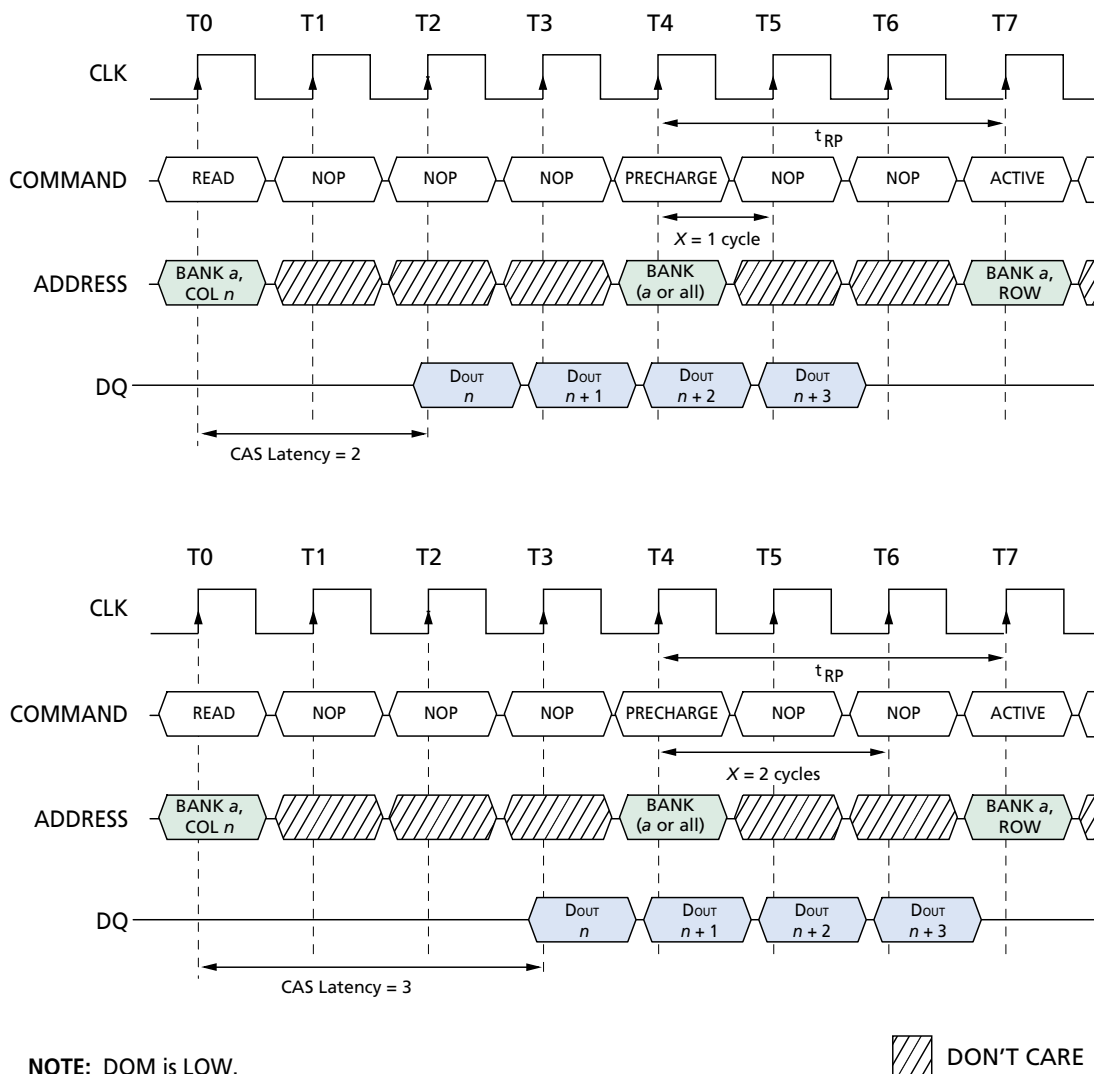 T0 T1 T2 T3 T4 T5 T6 T7
CLK
tRP
COMMAND READ NOP NOP NOP PRECHARGE NOP NOP ACTIVE
X = 1 cycle
ADDRESS BANK a, COL n BANK (a or all) BANK a, ROW
DQ DOUT n DOUT n + 1 DOUT n + 2 DOUT n + 3
CAS Latency = 2
T0 T1 T2 T3 T4 T5 T6 T7
CLK
tRP
COMMAND READ NOP NOP NOP PRECHARGE NOP NOP ACTIVE
X = 2 cycles
ADDRESS BANK a, COL n BANK (a or all) BANK a, ROW
DQ DOUT n DOUT n + 1 DOUT n + 2 DOUT n + 3
CAS Latency = 3
NOTE: DQM is LOW.
DON'T CARE